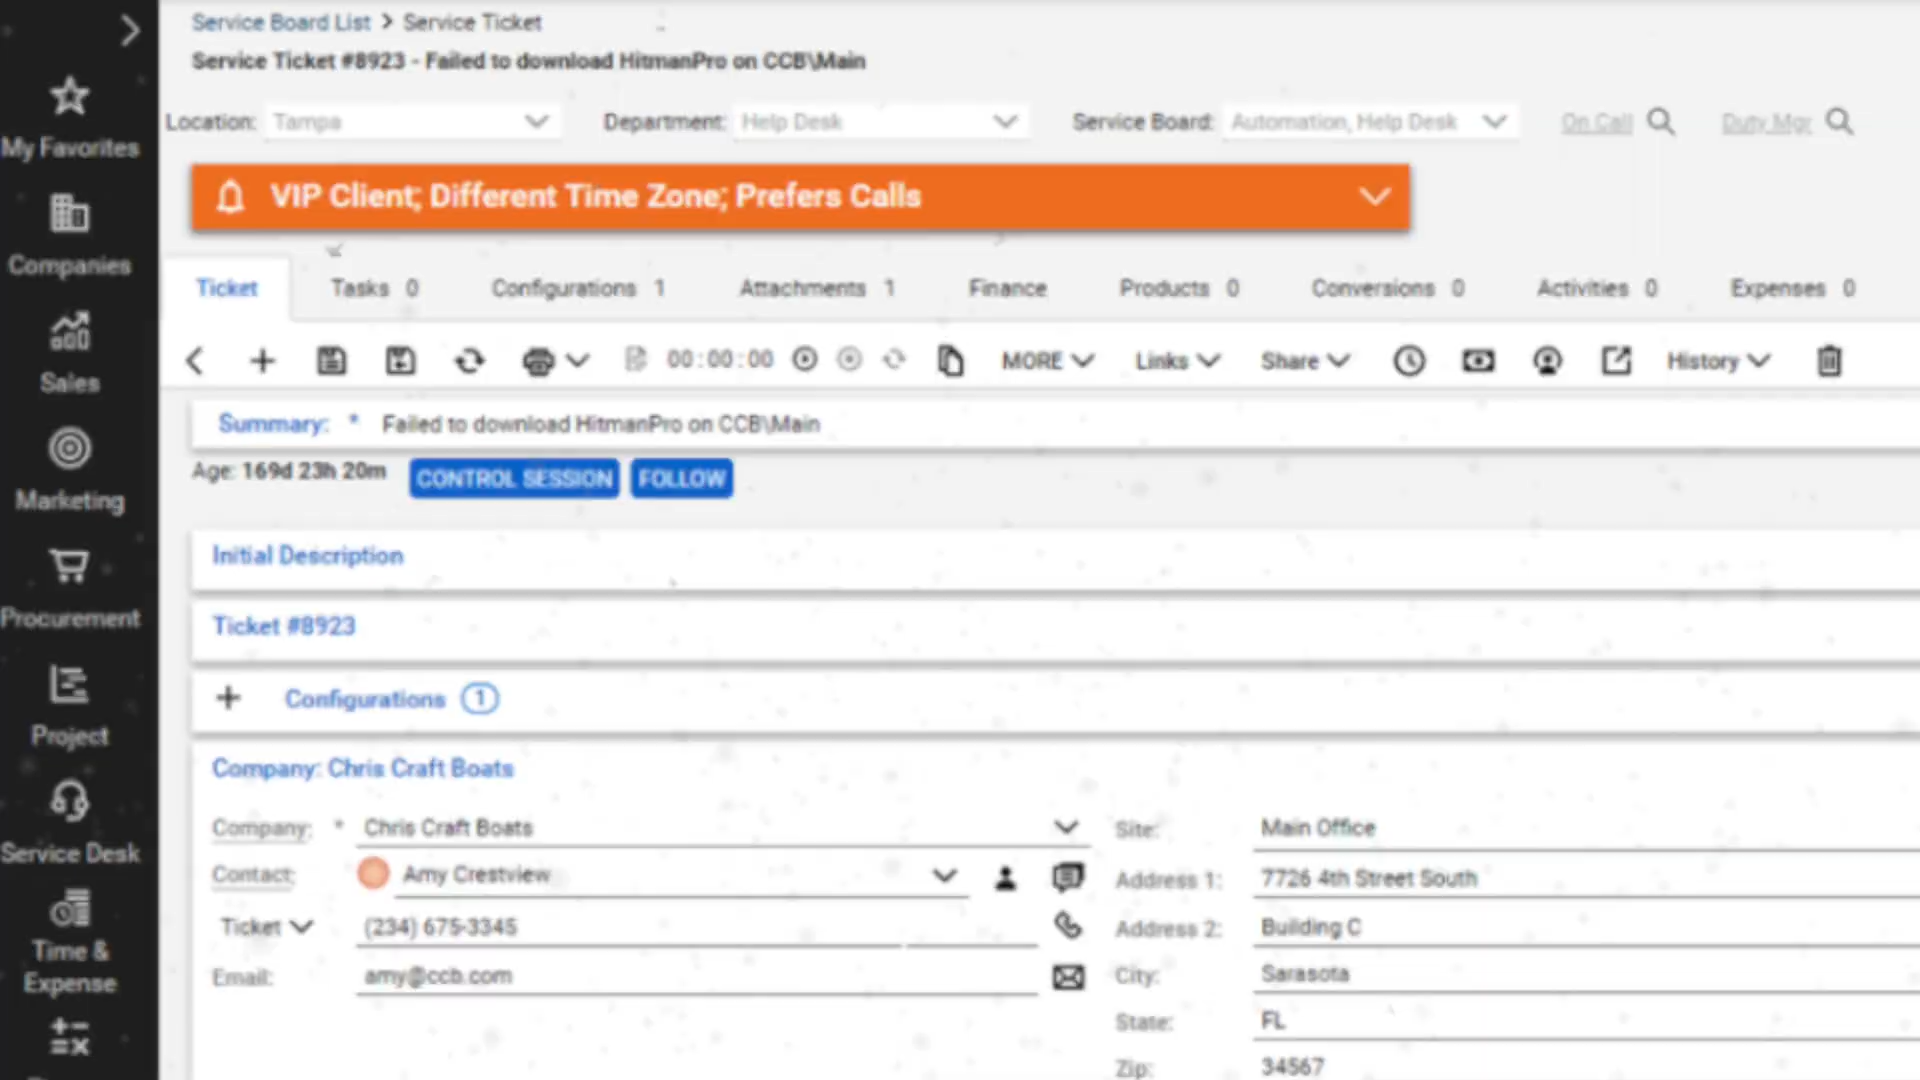 Service Board List > Service Ticket
Service Ticket #8923 - Failed to download HitmanPro on CCB\Main
Location: Tampa Department: Help Desk Service Board: Automation, Help Desk On Call Duty Mgr
VIP Client; Different Time Zone; Prefers Calls
Ticket Tasks 0 Configurations 1 Attachments 1 Finance Products 0 Conversions 0 Activities 0 Expenses 0
00:00:00 MORE Links Share History
Summary: * Failed to download HitmanPro on CCB\Main
Age: 169d 23h 20m CONTROL SESSION FOLLOW
Initial Description
Ticket #8923
+ Configurations 1
Company: Chris Craft Boats
Company: * Chris Craft Boats
Contact: Amy Crestview
Ticket (234) 675-3345
Email: amy@ccb.com
Site: Main Office
Address 1: 7726 4th Street South
Address 2: Building C
City: Sarasota
State: FL
Zip: 34567
My Favorites
Companies
Sales
Marketing
Procurement
Project
Service Desk
Time &
Expense